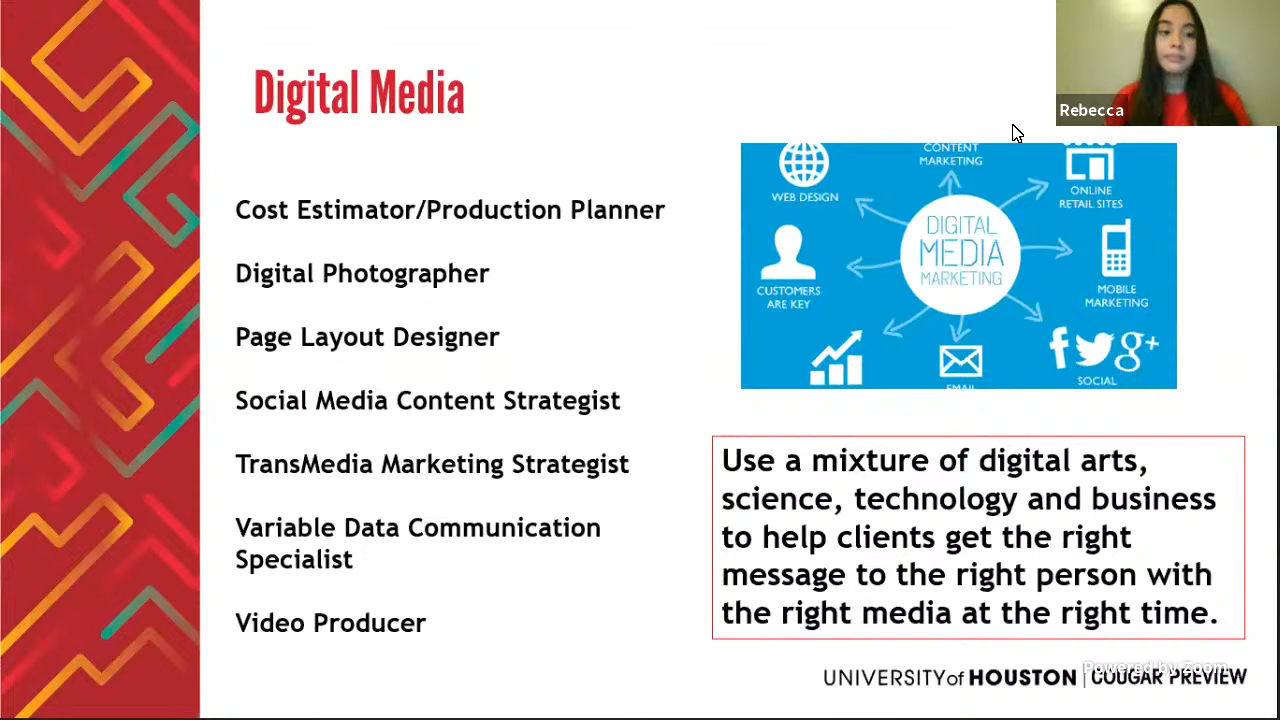 Digital Media
Rebecca
Cost Estimator/Production Planner
Digital Photographer
Page Layout Designer
Social Media Content Strategist
TransMedia Marketing Strategist
Variable Data Communication
Specialist
Video Producer
CONTENT
MARKETING
WEB DESIGN
ONLINE
RETAIL SITES
DIGITAL
MEDIA
MARKETING
CUSTOMERS
ARE KEY
MOBILE
MARKETING
f g+
EMAIL
SOCIAL
Use a mixture of digital arts,
science, technology and business
to help clients get the right
message to the right person with
the right media at the right time.
Powered by Zoom
UNIVERSITY of HOUSTON | COUGAR PREVIEW